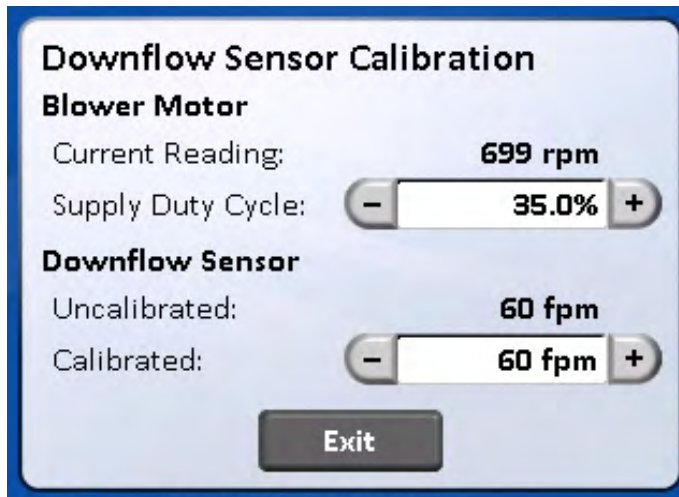 Downflow Sensor Calibration
Blower Motor
Current Reading: 699 rpm
Supply Duty Cycle: - 35.0% +
Downflow Sensor
Uncalibrated: 60 fpm
Calibrated: - 60 fpm +
Exit